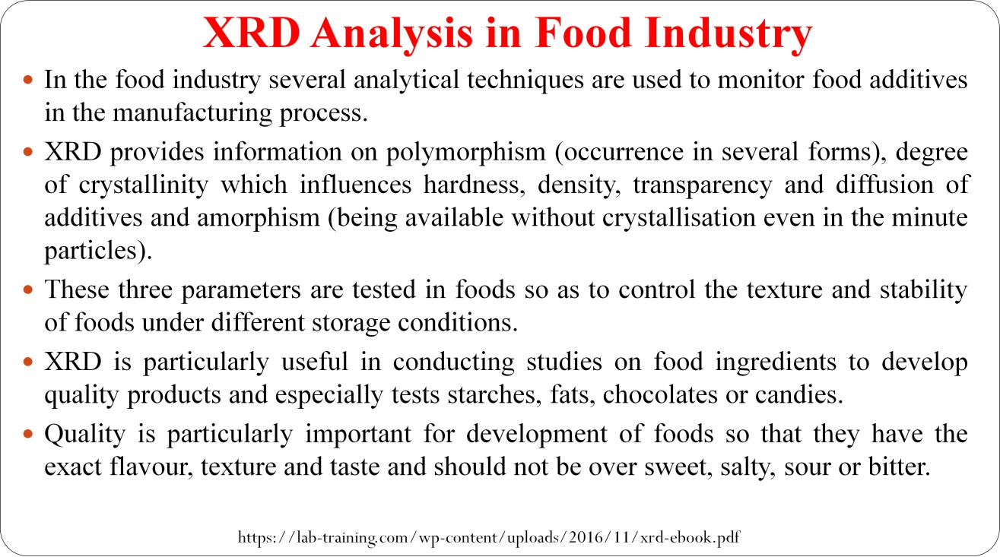 XRD Analysis in Food Industry
• In the food industry several analytical techniques are used to monitor food additives
in the manufacturing process.
• XRD provides information on polymorphism (occurrence in several forms), degree
of crystallinity which influences hardness, density, transparency and diffusion of
additives and amorphism (being available without crystallisation even in the minute
particles).
• These three parameters are tested in foods so as to control the texture and stability
of foods under different storage conditions.
• XRD is particularly useful in conducting studies on food ingredients to develop
quality products and especially tests starches, fats, chocolates or candies.
• Quality is particularly important for development of foods so that they have the
exact flavour, texture and taste and should not be over sweet, salty, sour or bitter.
https://lab-training.com/wp-content/uploads/2016/11/xrd-ebook.pdf